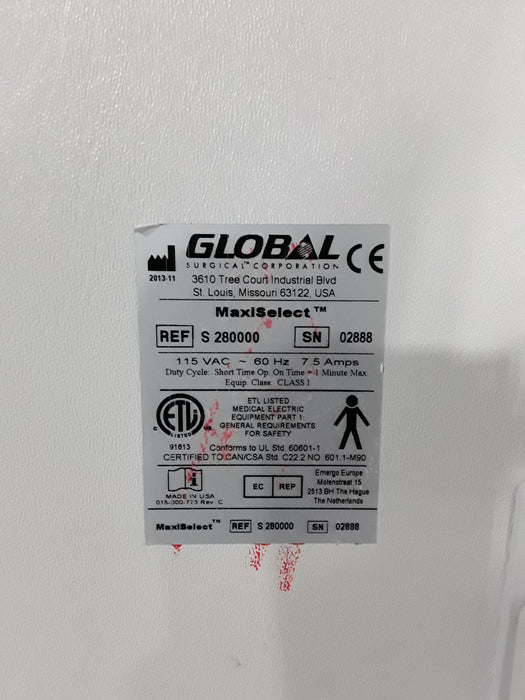 GLOBAL
SURGICAL™ CORPORATION
CE
2013-11
3610 Tree Court Industrial Blvd
St. Louis, Missouri 63122, USA
MaxiSelect™
REF S 280000 SN 02888
115 VAC ~ 60 Hz 7.5 Amps
Duty Cycle: Short Time Op. On Time = 1 Minute Max.
Equip. Class: CLASS I
ETL LISTED
MEDICAL ELECTRIC
EQUIPMENT PART 1:
GENERAL REQUIREMENTS
FOR SAFETY
C ETL LISTED
91613 Conforms to UL Std. 60601-1
CERTIFIED TO CAN/CSA Std. C22.2 NO. 601.1-M90
i
MADE IN USA
015-000-773 Rev C
EC REP
Emergo Europe
Molenstraat 15
2513 BH The Hague
The Netherlands
MaxiSelect™ REF S 280000 SN 02888